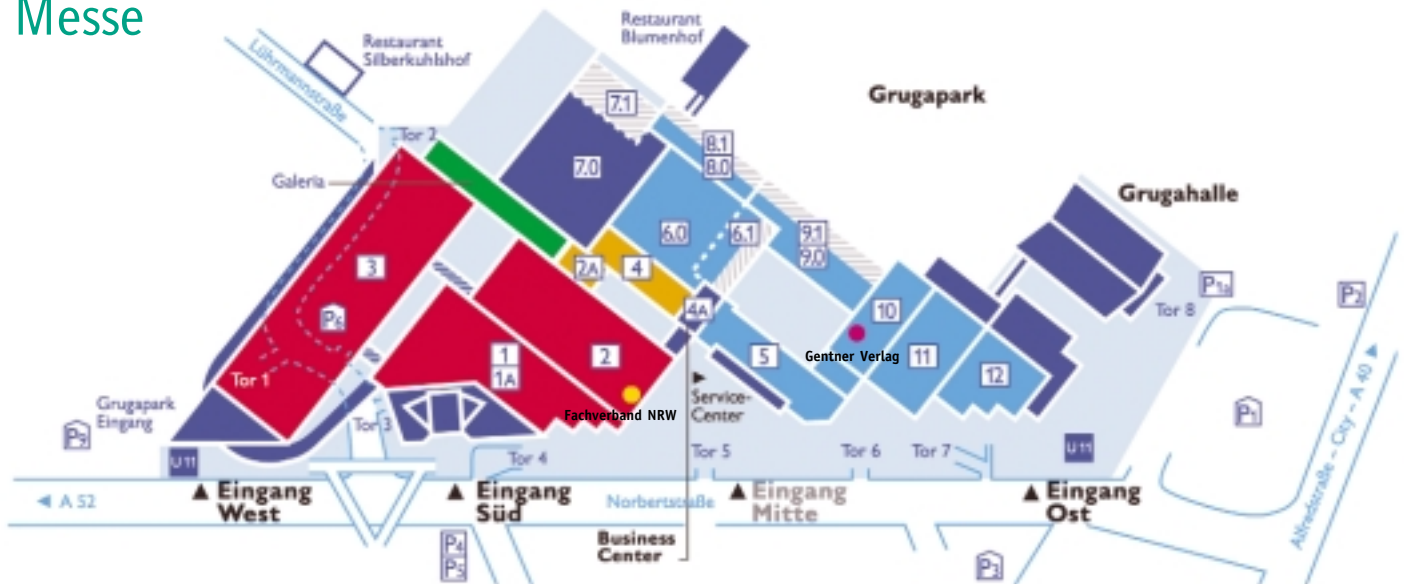 Messe
Restaurant
Blumenhof
Restaurant
Silberkuhlshof
Lührmannstraße
Grugapark
7.1
Tor 2
8.1
8.0
7.0
Galeria
Grugahalle
6.0
6.1
9.1
9.0
3
2A
4
P1a
P2
4A
10
Tor 8
P6
1
1A
2
5
Gentner Verlag
11
12
Tor 1
Service-
Center
Fachverband NRW
Grugapark
Eingang
P9
Tor 3
P1
U11
Tor 4
Tor 5
Tor 6
Tor 7
U11
A 52
Eingang
West
Eingang
Süd
Norbertstraße
Eingang
Mitte
Eingang
Ost
Alfredstraße – City – A 40
Business
Center
P4
P5
P3